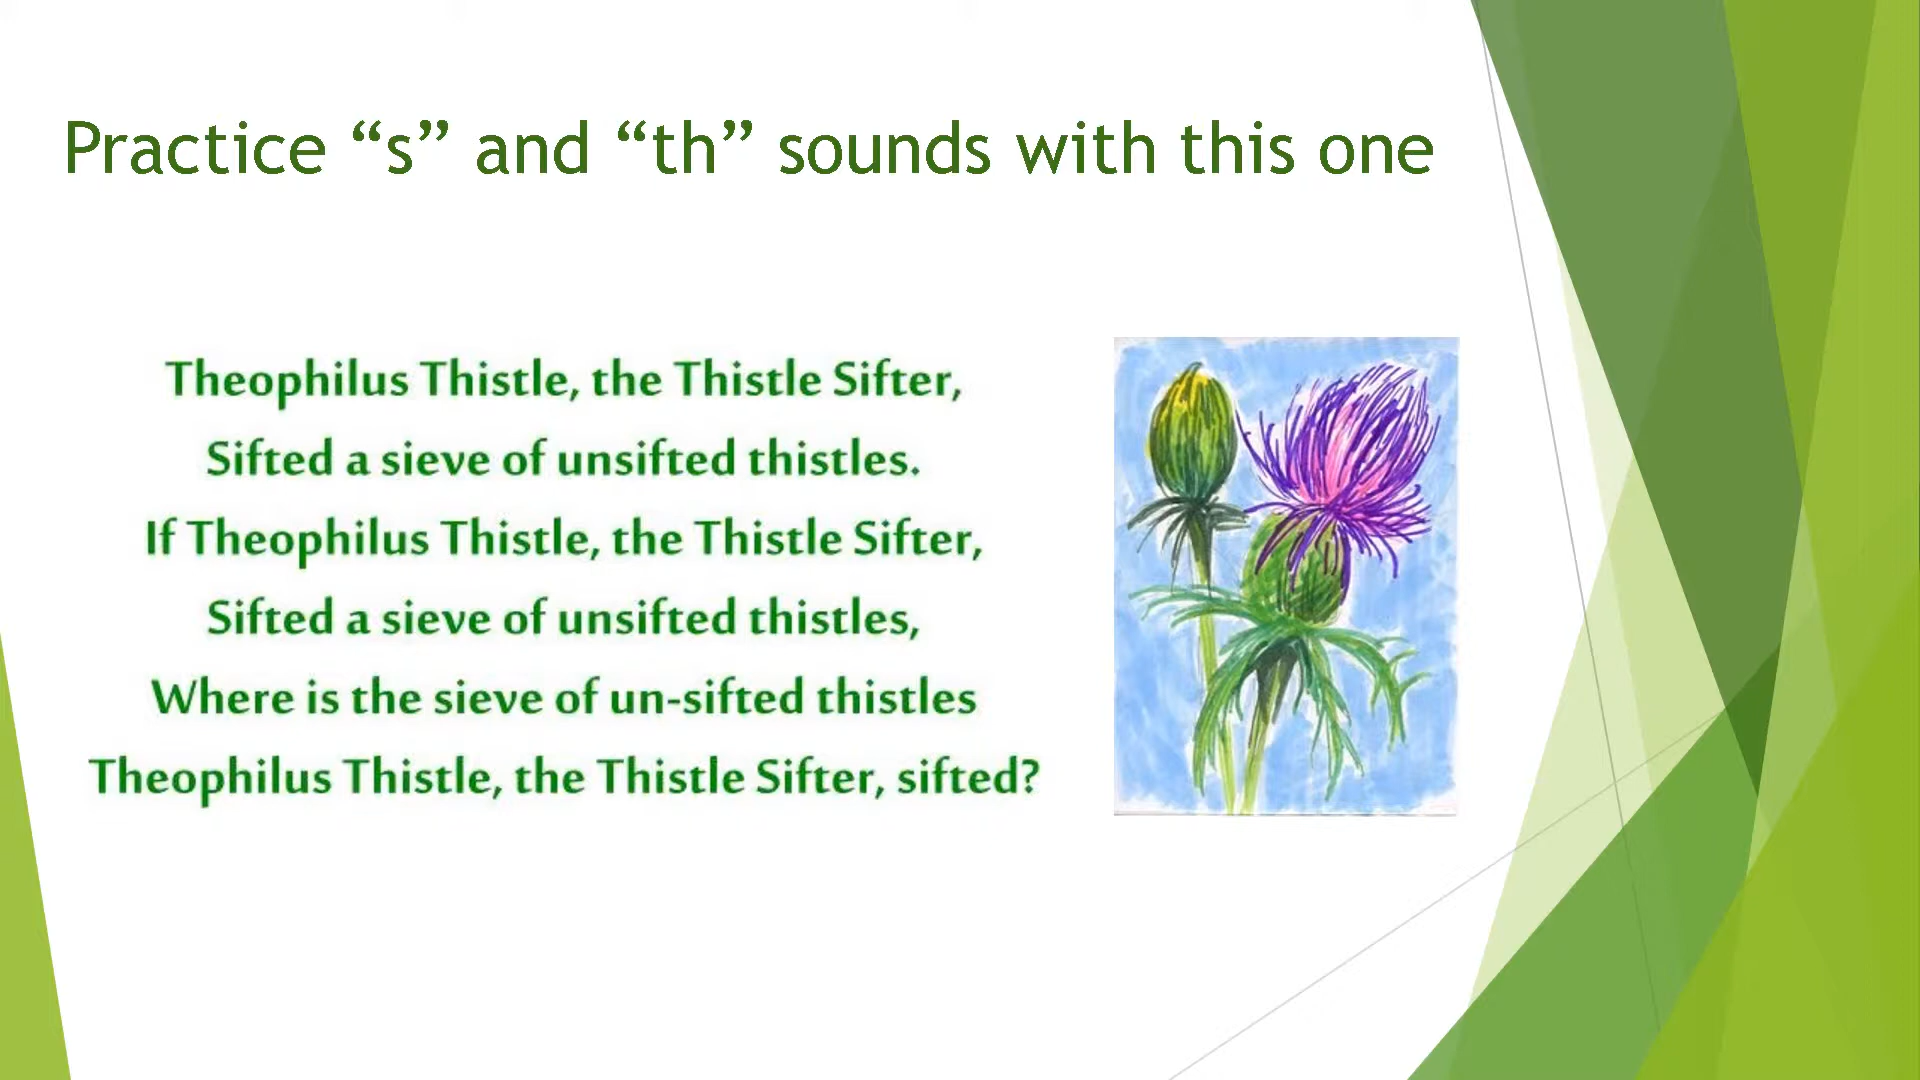 Practice “s” and “th” sounds with this one
Theophilus Thistle, the Thistle Sifter,
Sifted a sieve of unsifted thistles.
If Theophilus Thistle, the Thistle Sifter,
Sifted a sieve of unsifted thistles,
Where is the sieve of un-sifted thistles
Theophilus Thistle, the Thistle Sifter, sifted?